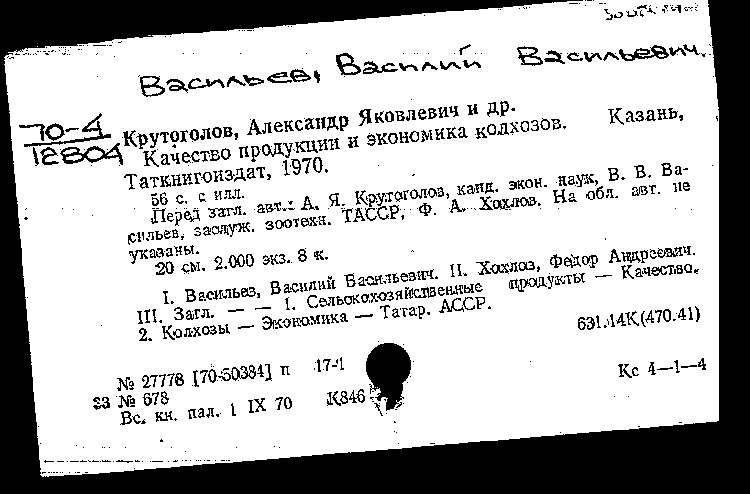 Васильев, Василий Васильевич.
70-4
12804
Крутоголов, Александр Яковлевич и др.
Качество продукции и экономика колхозов. Казань,
Таткнигоиздат, 1970.
56 с. с илл.
Перед загл. авт.: А. Я. Крутоголов, канд. экон. наук, В. В. Ва-
сильев, заслуж. зоотехн. ТАССР, Ф. А. Хохлов. На обл. авт. не
указаны.
20 см. 2.000 экз. 8 к.
I. Васильев, Василий Васильевич. II. Хохлов, Федор Андреевич.
III. Загл. — — 1. Сельскохозяйственные продукты — Качество.
2. Колхозы — Экономика — Татар. АССР.
631.14К(470.41)
№ 27778 [70-50384] п 17-1
33 № 678
Вс. кн. пал. 1 IX 70 К846
Кс 4—1—4